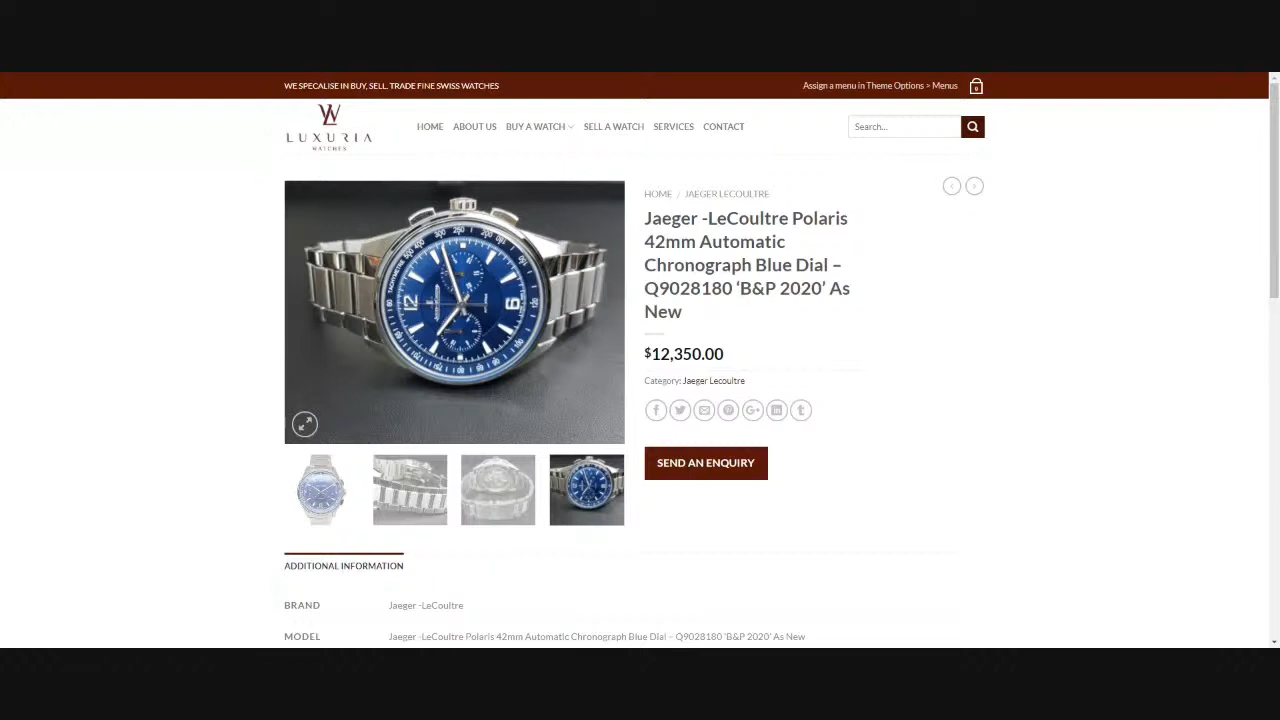 WE SPECALISE IN BUY, SELL, TRADE FINE SWISS WATCHES
Assign a menu in Theme Options > Menus
0
LUXURIA
WATCHES
HOME
ABOUT US
BUY A WATCH
SELL A WATCH
SERVICES
CONTACT
Search...
HOME / JAEGER LECOULTRE
Jaeger -LeCoultre Polaris
42mm Automatic
Chronograph Blue Dial –
Q9028180 ‘B&P 2020’ As
New
$12,350.00
Category: Jaeger Lecoultre
SEND AN ENQUIRY
ADDITIONAL INFORMATION
BRAND Jaeger -LeCoultre
MODEL Jaeger -LeCoultre Polaris 42mm Automatic Chronograph Blue Dial – Q9028180 ‘B&P 2020’ As New